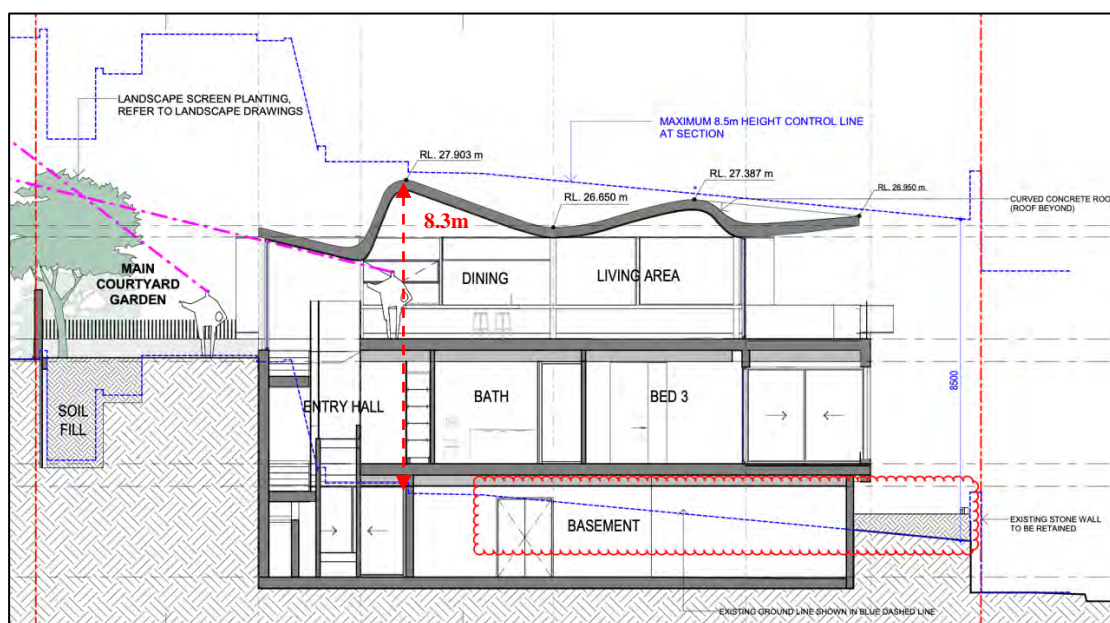 LANDSCAPE SCREEN PLANTING,
REFER TO LANDSCAPE DRAWINGS
MAXIMUM 8.5m HEIGHT CONTROL LINE
AT SECTION
RL. 27.903 m
RL. 27.387 m
RL. 26.950 m
RL. 26.650 m
CURVED CONCRETE ROO
(ROOF BEYOND)
8.3m
MAIN
COURTYARD
GARDEN
DINING
LIVING AREA
8500
SOIL
FILL
ENTRY HALL
BATH
BED 3
BASEMENT
EXISTING STONE WALL
TO BE RETAINED
EXISTING GROUND LINE SHOWN IN BLUE DASHED LINE